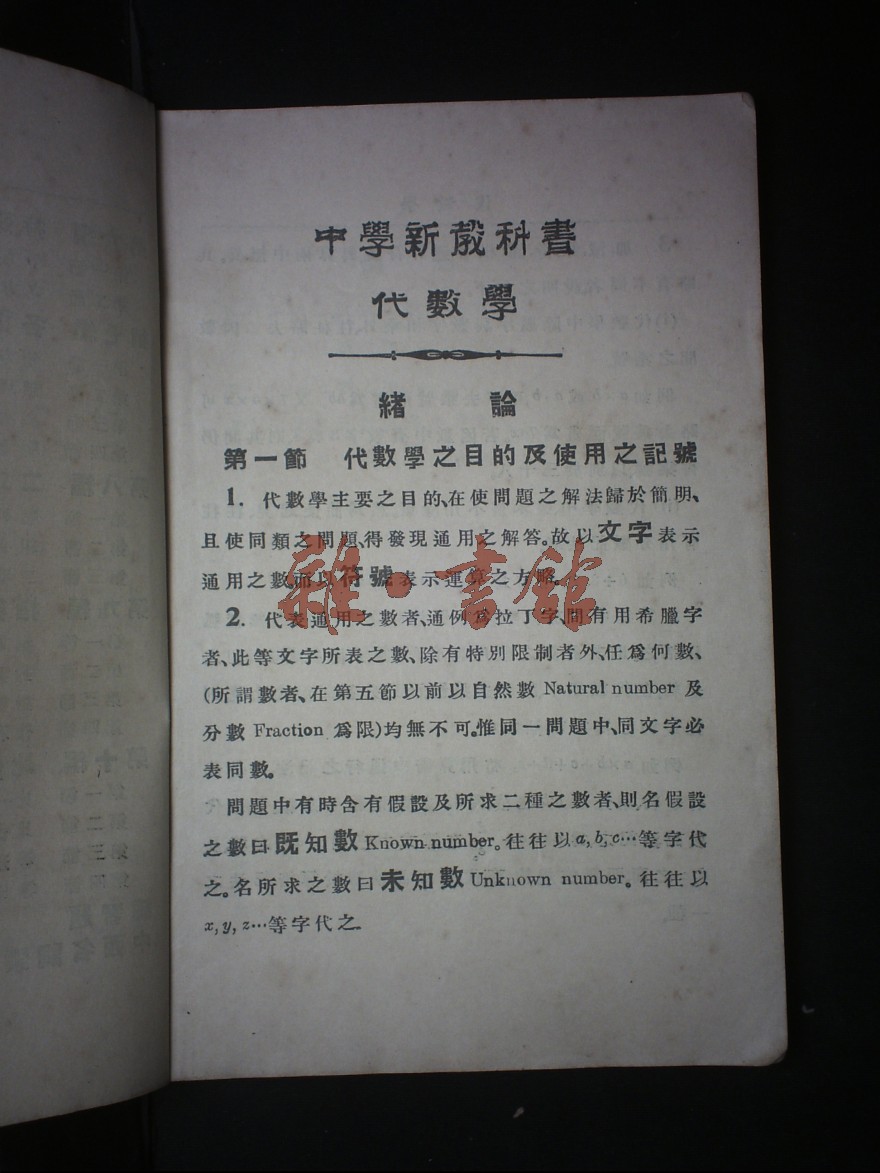 中學新敎科書
代數學
緒論
第一節 代數學之目的及使用之記號
1. 代數學主要之目的、在使問題之解法歸於簡明、
且使同類之問題、得發現通用之解答。故以文字表示
通用之數、而以符號表示運算之方略。
2. 代表通用之數者、通例爲拉丁字、間有用希臘字
者、此等文字所表之數、除有特別限制者外、任爲何數、
(所謂數者、在第五節以前以自然數 Natural number 及
分數 Fraction 爲限)均無不可。惟同一問題中、同文字必
表同數。
問題中有時含有假設及所求二種之數者、則名假設
之數曰既知數 Known number。往往以 a, b, c…等字代
之。名所求之數曰未知數 Unknown number。往往以
x, y, z…等字代之。
雜·書館